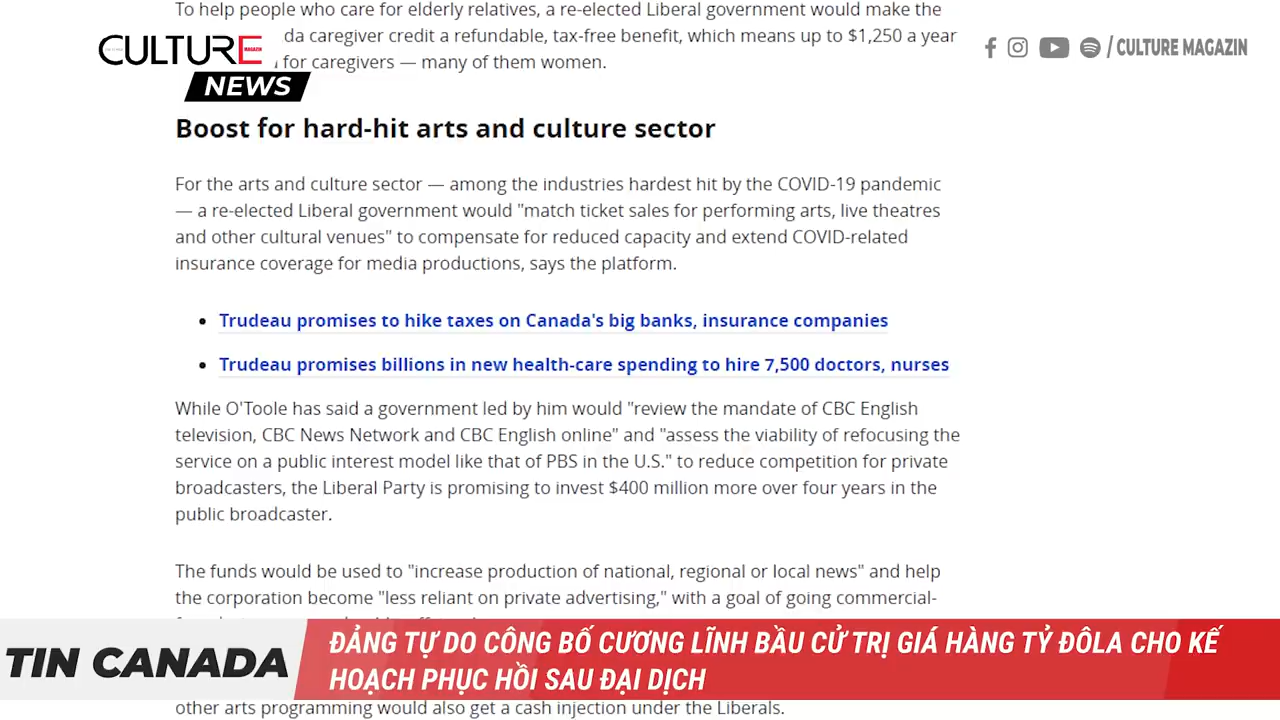 To help people who care for elderly relatives, a re-elected Liberal government would make the
da caregiver credit a refundable, tax-free benefit, which means up to $1,250 a year
for caregivers — many of them women.
CULTURE
MAGAZIN
NEWS
/ CULTURE MAGAZIN
Boost for hard-hit arts and culture sector
For the arts and culture sector — among the industries hardest hit by the COVID-19 pandemic
— a re-elected Liberal government would "match ticket sales for performing arts, live theatres
and other cultural venues" to compensate for reduced capacity and extend COVID-related
insurance coverage for media productions, says the platform.
• Trudeau promises to hike taxes on Canada's big banks, insurance companies
• Trudeau promises billions in new health-care spending to hire 7,500 doctors, nurses
While O'Toole has said a government led by him would "review the mandate of CBC English
television, CBC News Network and CBC English online" and "assess the viability of refocusing the
service on a public interest model like that of PBS in the U.S." to reduce competition for private
broadcasters, the Liberal Party is promising to invest $400 million more over four years in the
public broadcaster.
The funds would be used to "increase production of national, regional or local news" and help
the corporation become "less reliant on private advertising," with a goal of going commercial-
TIN CANADA
ĐẢNG TỰ DO CÔNG BỐ CƯƠNG LĨNH BẦU CỬ TRỊ GIÁ HÀNG TỶ ĐÔLA CHO KẾ
HOẠCH PHỤC HỒI SAU ĐẠI DỊCH
other arts programming would also get a cash injection under the Liberals.